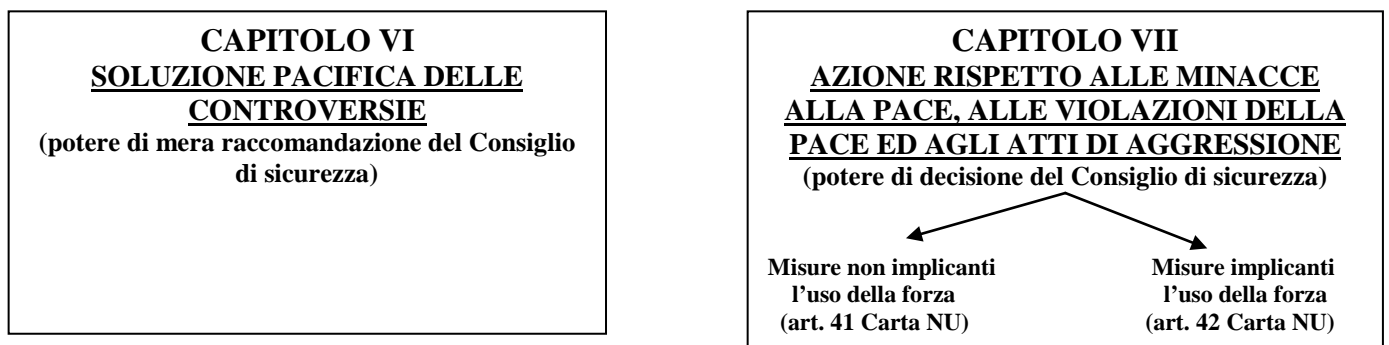 CAPITOLO VI
SOLUZIONE PACIFICA DELLE
CONTROVERSIE
(potere di mera raccomandazione del Consiglio
di sicurezza)
CAPITOLO VII
AZIONE RISPETTO ALLE MINACCE
ALLA PACE, ALLE VIOLAZIONI DELLA
PACE ED AGLI ATTI DI AGGRESSIONE
(potere di decisione del Consiglio di sicurezza)
Misure non implicanti
l'uso della forza
(art. 41 Carta NU)
Misure implicanti
l'uso della forza
(art. 42 Carta NU)